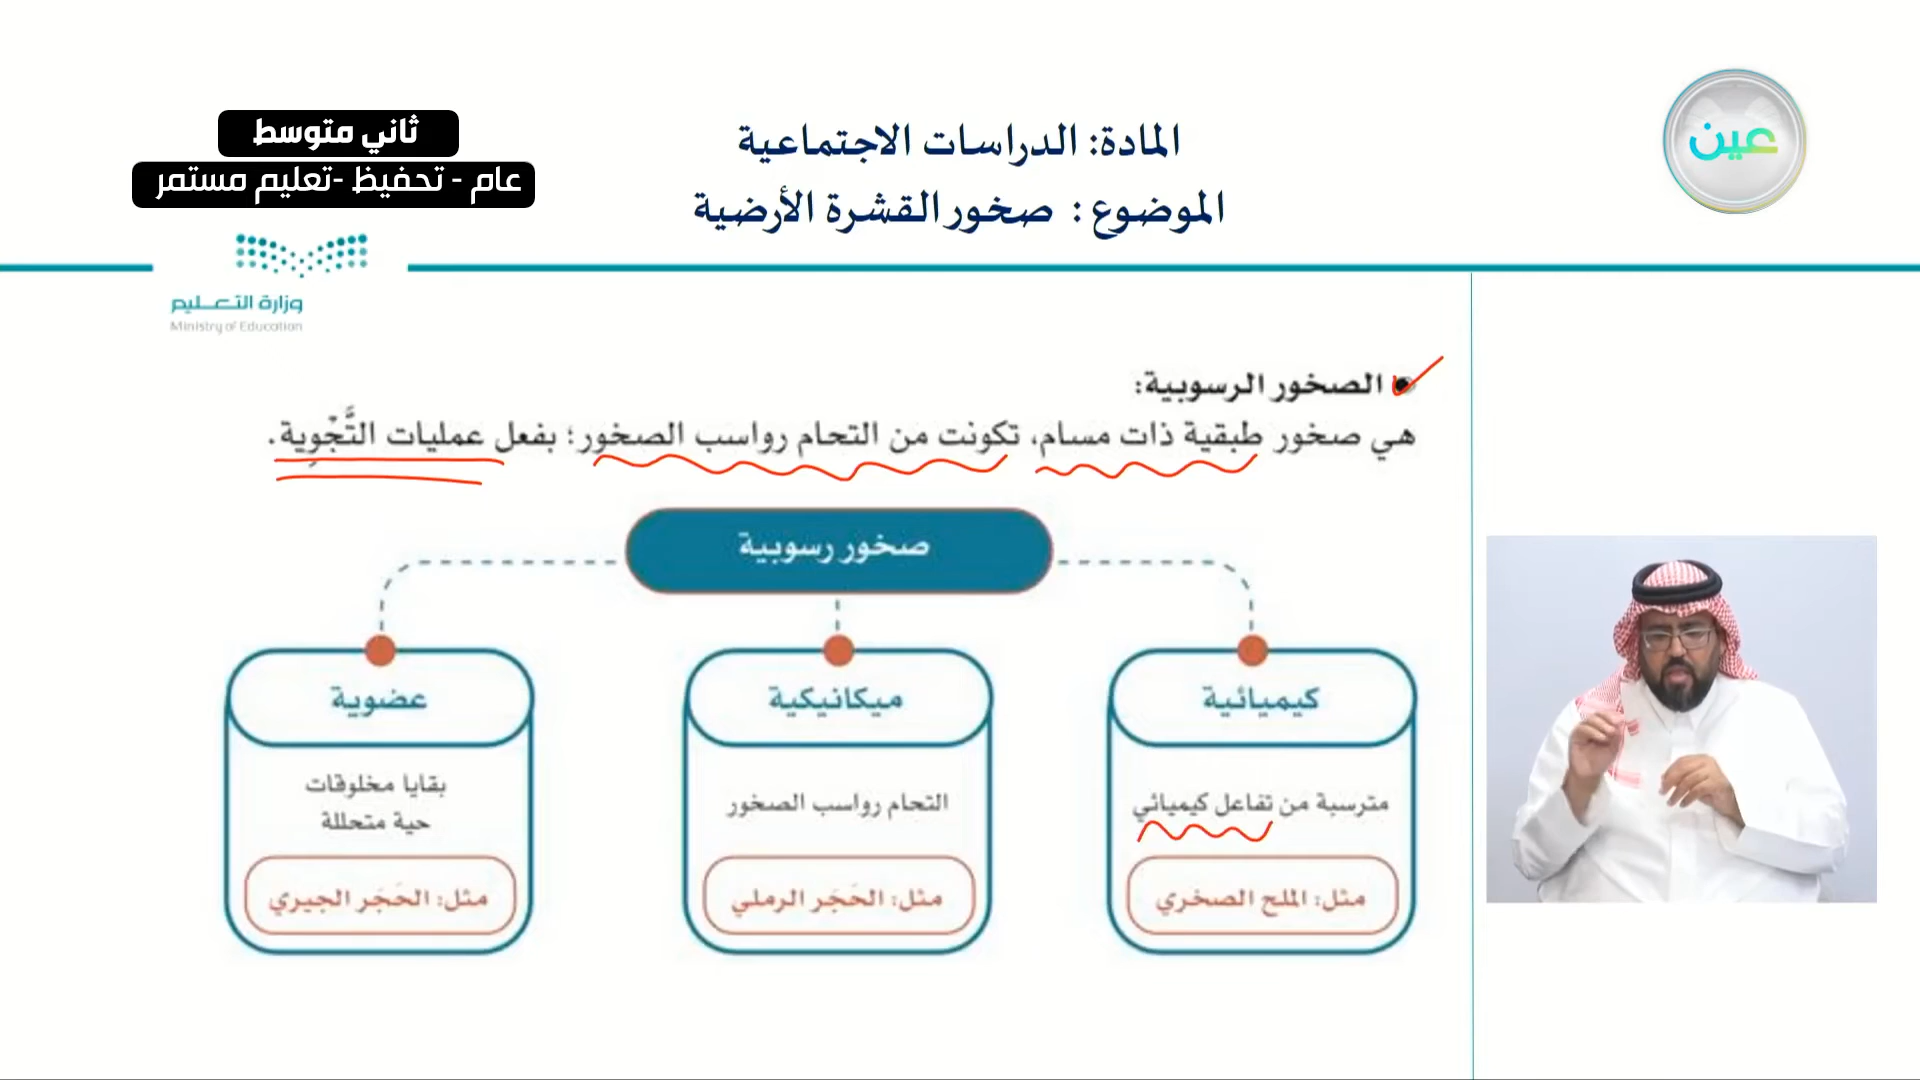 ثاني متوسط
عام - تحفيظ -تعليم مستمر
المادة: الدراسات الاجتماعية
الموضوع : صخور القشرة الأرضية
عين
وزارة التعـــليم
Ministry of Education
الصخور الرسوبية:
هي صخور طبقية ذات مسام، تكونت من التحام رواسب الصخور؛ بفعل عمليات التَّجْوِية.
صخور رسوبية
كيميائية
مترسبة من تفاعل كيميائي
مثل: الملح الصخري
ميكانيكية
التحام رواسب الصخور
مثل: الحَجَر الرملي
عضوية
بقايا مخلوقات
حية متحللة
مثل: الحَجَر الجيري